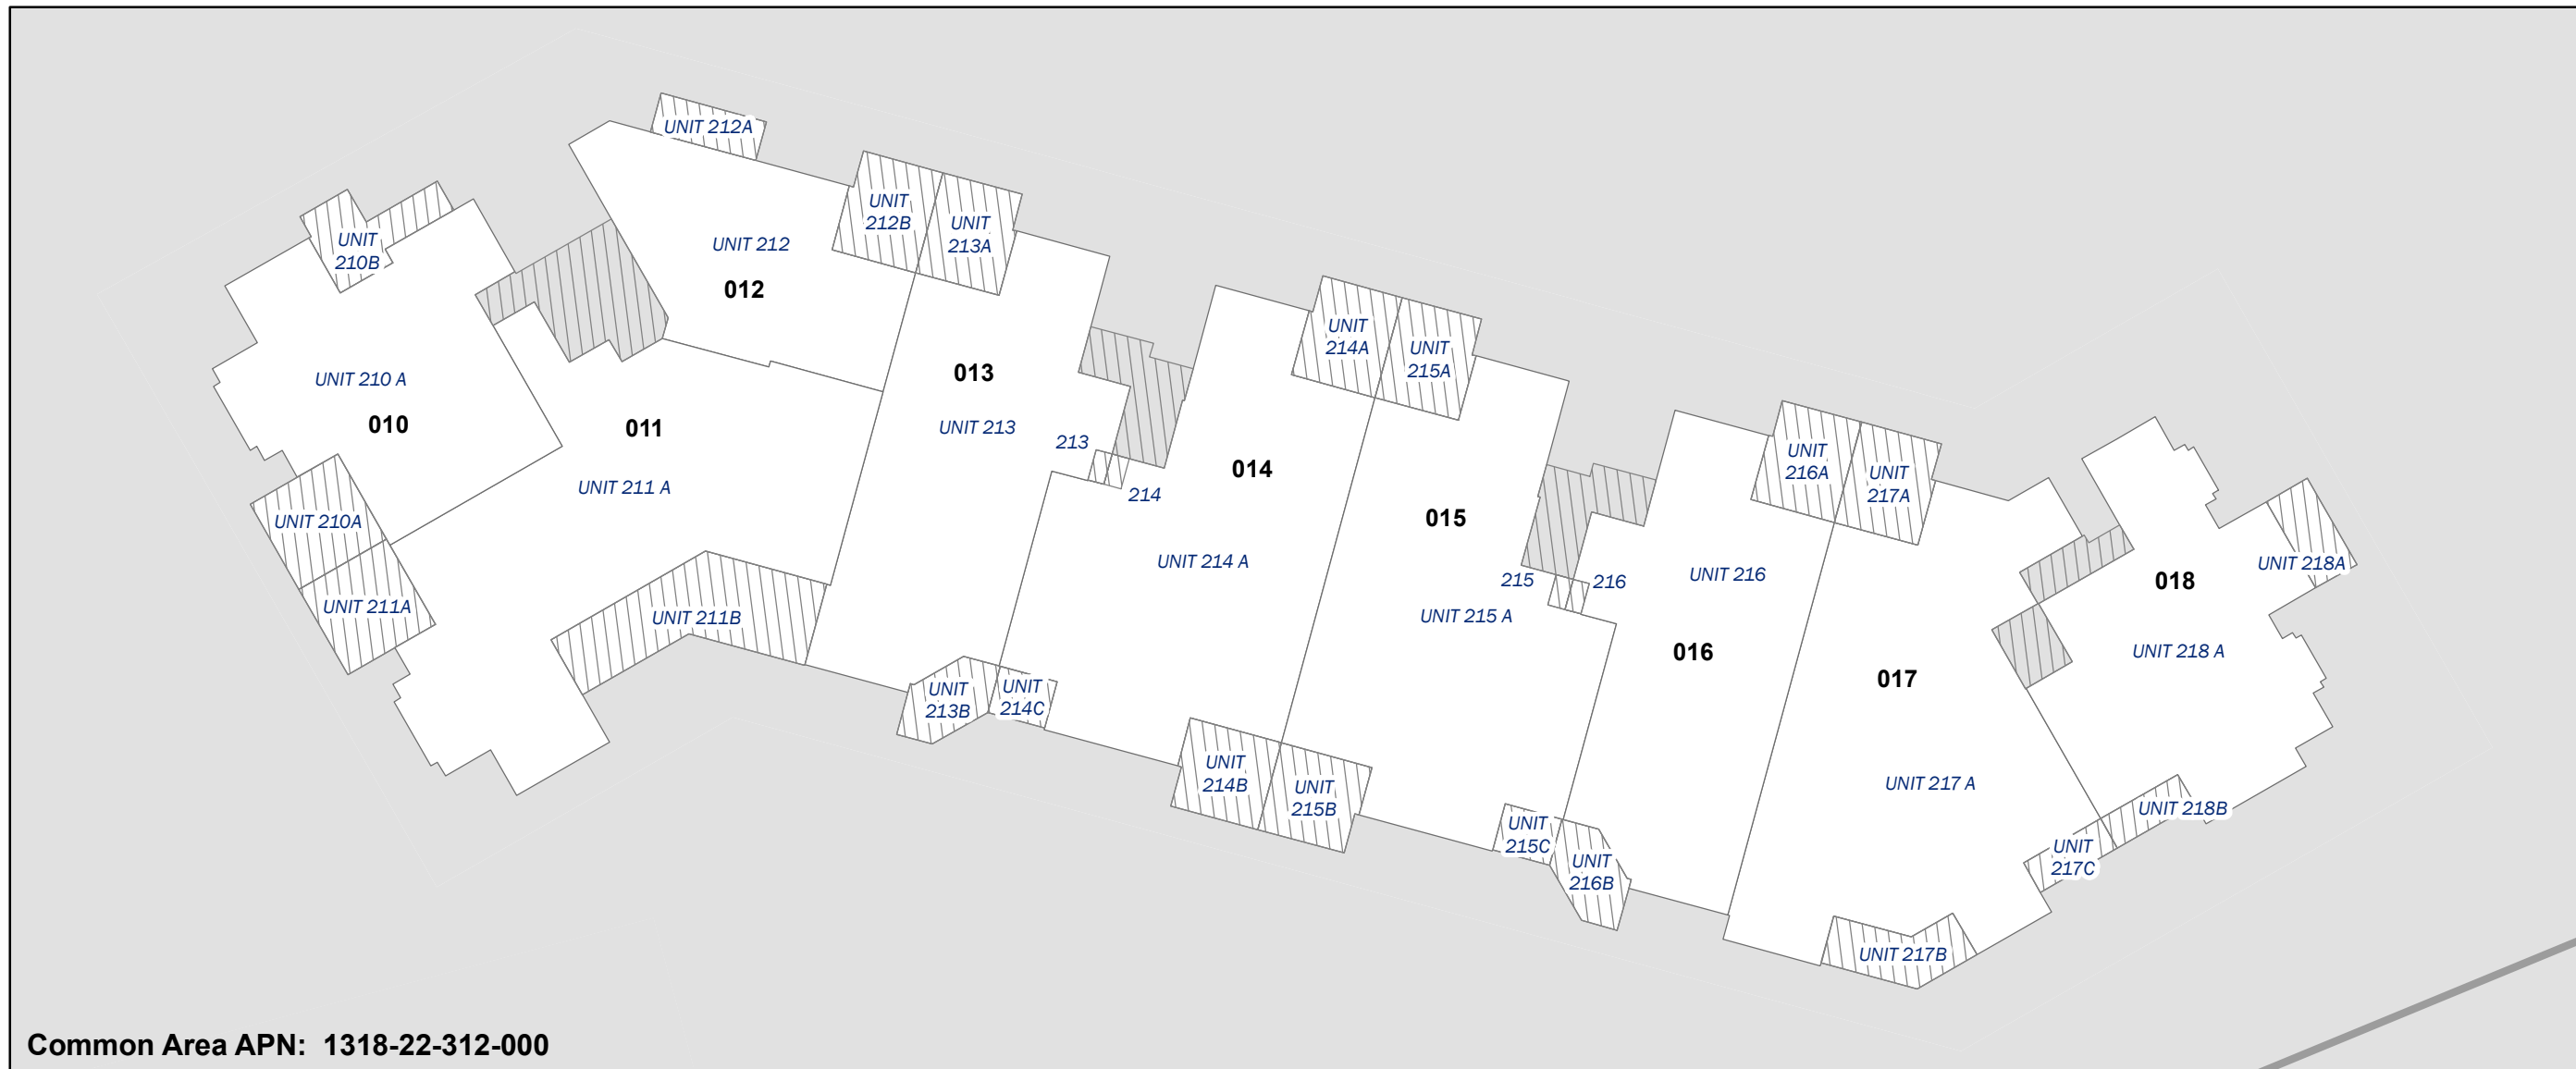 UNIT 212A
UNIT
212B
UNIT
213A
UNIT
210B
UNIT 212
012
UNIT
214A
UNIT
215A
UNIT 210 A
010
013
UNIT 213
213
011
UNIT 211 A
214
014
UNIT 214 A
UNIT
216A
UNIT
217A
015
215
216
UNIT 215 A
UNIT 216
016
UNIT 210A
UNIT 211A
UNIT 211B
UNIT 218A
018
UNIT 218 A
017
UNIT 217 A
UNIT
213B
UNIT
214C
UNIT
214B
UNIT
215B
UNIT
215C
UNIT
216B
UNIT 218B
UNIT
217C
UNIT 217B
Common Area APN: 1318-22-312-000